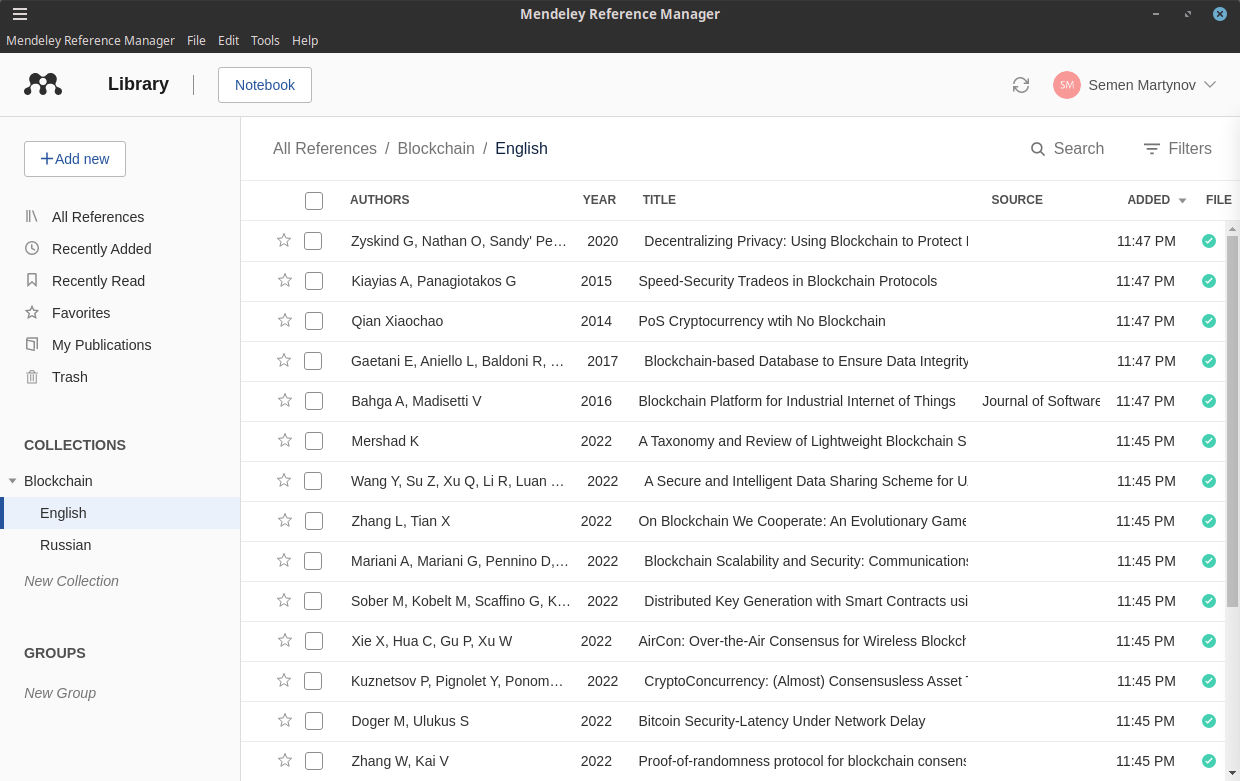 Mendeley Reference Manager
Mendeley Reference Manager File Edit Tools Help
Library Notebook SM Semen Martynov
+Add new
All References
Recently Added
Recently Read
Favorites
My Publications
Trash
COLLECTIONS
Blockchain
English
Russian
New Collection
GROUPS
New Group
All References / Blockchain / English Search Filters
AUTHORS YEAR TITLE SOURCE ADDED FILE
Zyskind G, Nathan O, Sandy' Pe… 2020 Decentralizing Privacy: Using Blockchain to Protect 11:47 PM
Kiayias A, Panagiotakos G 2015 Speed-Security Tradeos in Blockchain Protocols 11:47 PM
Qian Xiaochao 2014 PoS Cryptocurrency wtih No Blockchain 11:47 PM
Gaetani E, Aniello L, Baldoni R, … 2017 Blockchain-based Database to Ensure Data Integrity 11:47 PM
Bahga A, Madisetti V 2016 Blockchain Platform for Industrial Internet of Things Journal of Software 11:47 PM
Mershad K 2022 A Taxonomy and Review of Lightweight Blockchain S 11:45 PM
Wang Y, Su Z, Xu Q, Li R, Luan … 2022 A Secure and Intelligent Data Sharing Scheme for U 11:45 PM
Zhang L, Tian X 2022 On Blockchain We Cooperate: An Evolutionary Game 11:45 PM
Mariani A, Mariani G, Pennino D,… 2022 Blockchain Scalability and Security: Communications 11:45 PM
Sober M, Kobelt M, Scaffino G, K… 2022 Distributed Key Generation with Smart Contracts usi 11:45 PM
Xie X, Hua C, Gu P, Xu W 2022 AirCon: Over-the-Air Consensus for Wireless Blockch 11:45 PM
Kuznetsov P, Pignolet Y, Ponom… 2022 CryptoConcurrency: (Almost) Consensusless Asset 11:45 PM
Doger M, Ulukus S 2022 Bitcoin Security-Latency Under Network Delay 11:45 PM
Zhang W, Kai V 2022 Proof-of-randomness protocol for blockchain consens 11:45 PM